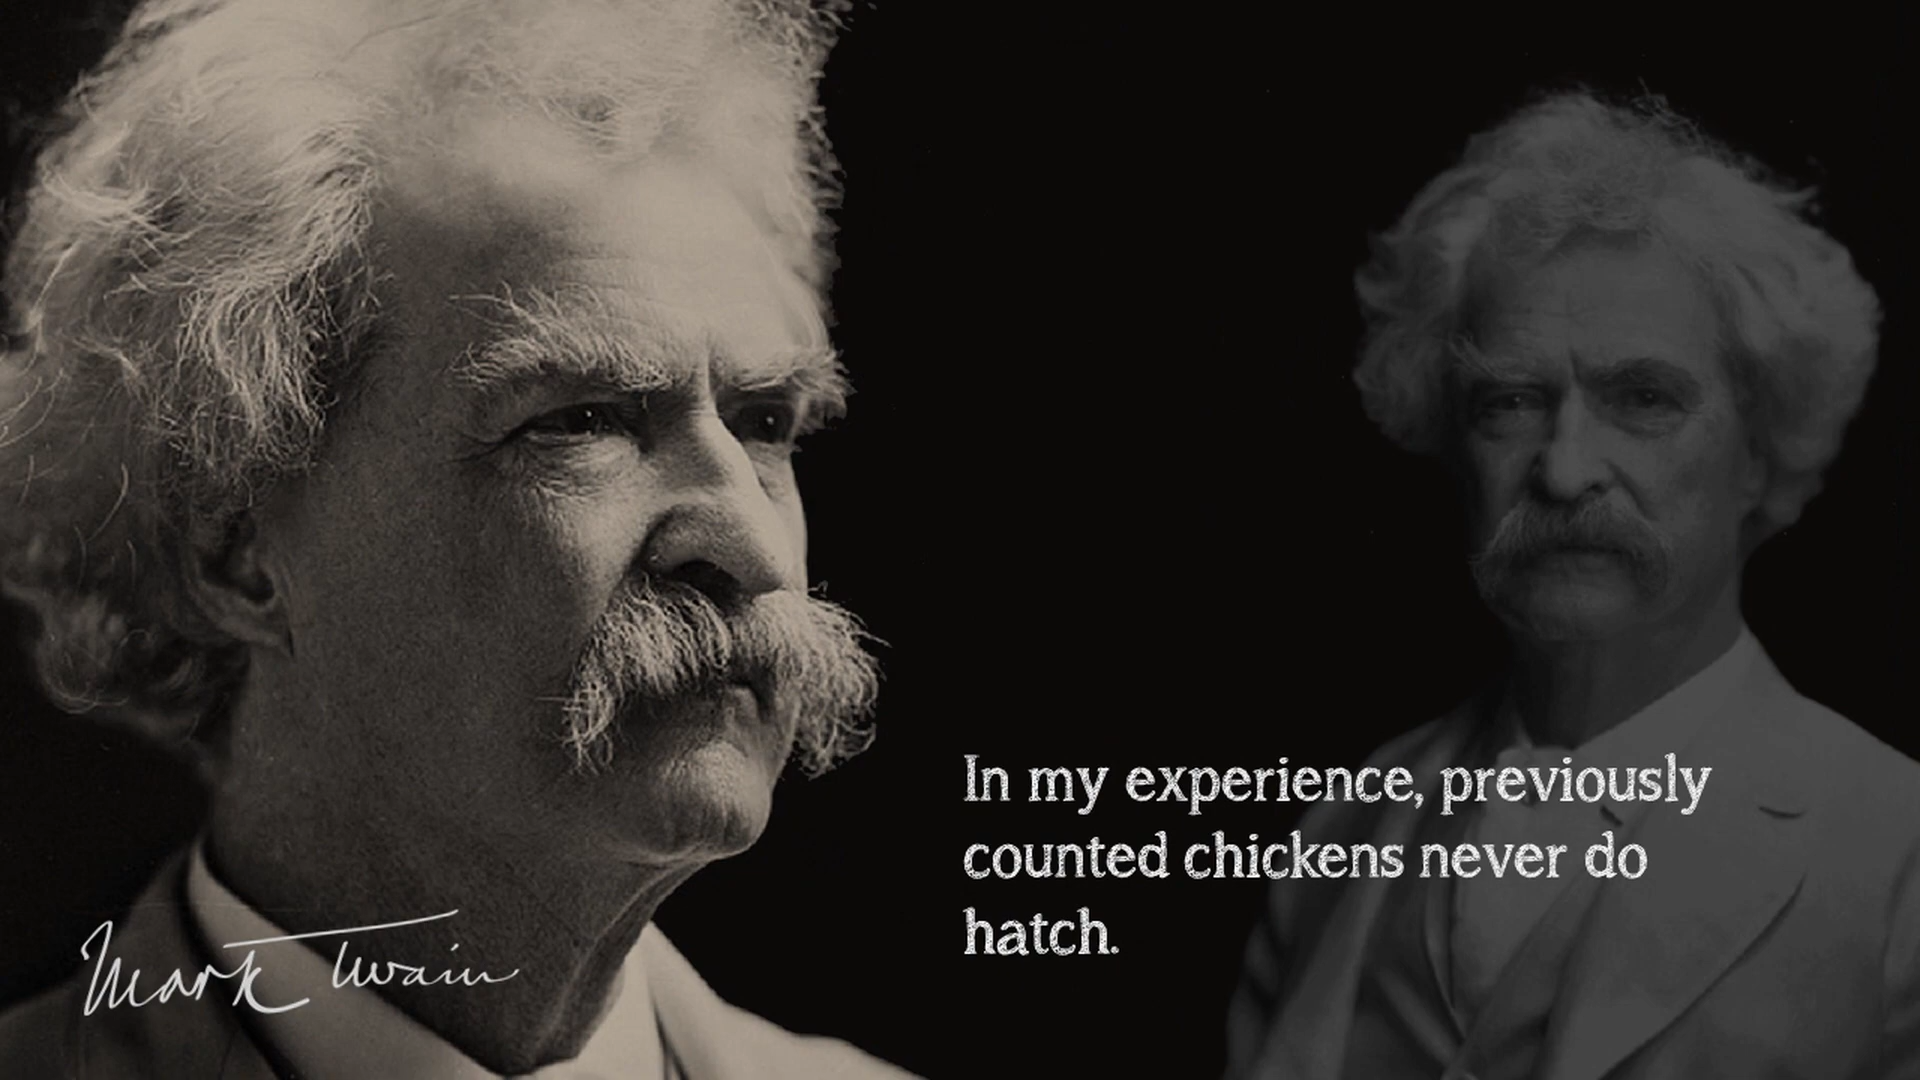 In my experience, previously
counted chickens never do
hatch.
Mark Twain